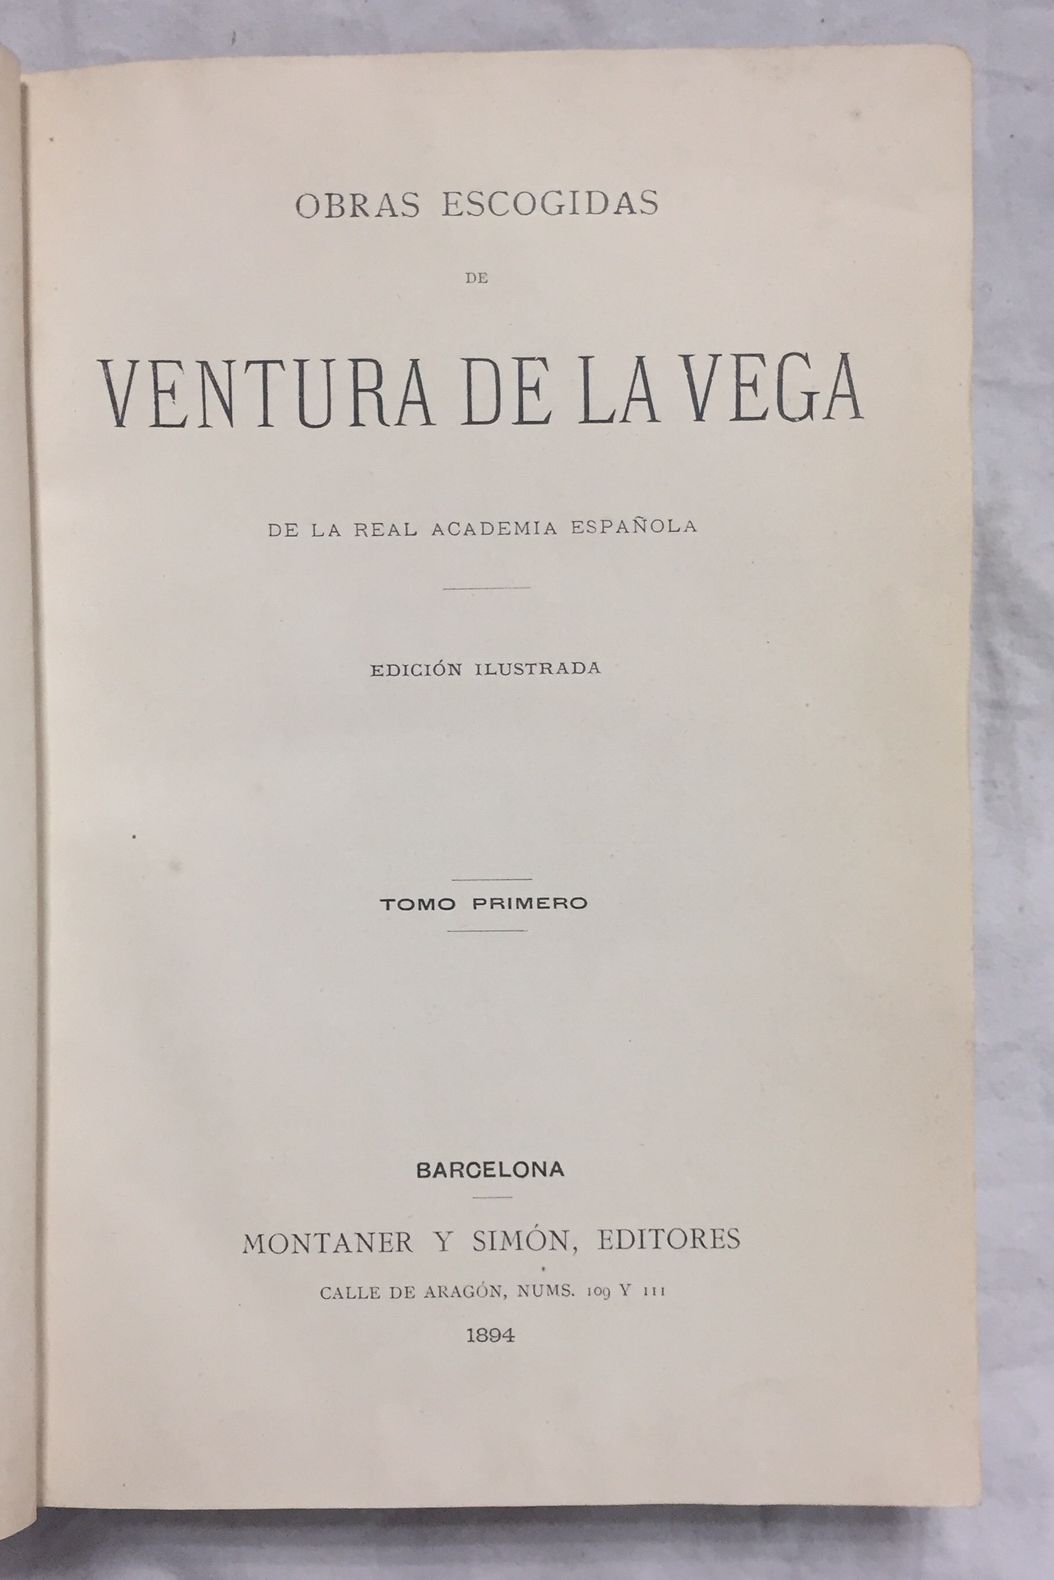 OBRAS ESCOGIDAS
DE
VENTURA DE LA VEGA
DE LA REAL ACADEMIA ESPAÑOLA
EDICIÓN ILUSTRADA
TOMO PRIMERO
BARCELONA
MONTANER Y SIMÓN, EDITORES
CALLE DE ARAGÓN, NUMS. 109 Y 111
1894